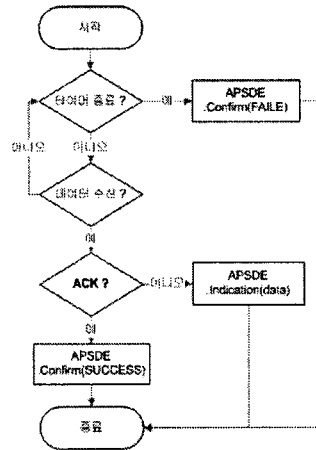 시작
타이머 종료 ?
예
APSDE
.Confirm(FAILE)
아니오
아니오
데이터 수신 ?
예
ACK ?
아니오
APSDE
.Indication(data)
예
APSDE
.Confirm(SUCCESS)
종료